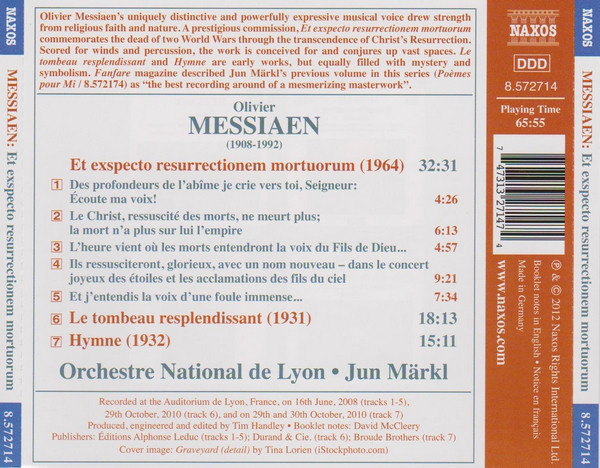 NAXOS
MESSIAEN: Et exspecto resurrectionem mortuorum
8.572714
Olivier Messiaen's uniquely distinctive and powerfully expressive musical voice drew strength
from religious faith and nature. A prestigious commission, Et exspecto resurrectionem mortuorum
commemorates the dead of two World Wars through the transcendence of Christ's Resurrection.
Scored for winds and percussion, the work is conceived for and conjures up vast spaces. Le
tombeau resplendissant and Hymne are early works, but equally filled with mystery and
symbolism. Fanfare magazine described Jun Märkl's previous volume in this series (Poèmes
pour Mi / 8.572174) as “the best recording around of a mesmerizing masterwork”.
Olivier
MESSIAEN
(1908-1992)
Et exspecto resurrectionem mortuorum (1964) 32:31
1 Des profondeurs de l'abîme je crie vers toi, Seigneur:
Écoute ma voix! 4:26
2 Le Christ, ressuscité des morts, ne meurt plus;
la mort n'a plus sur lui l'empire 6:13
3 L'heure vient où les morts entendront la voix du Fils de Dieu... 4:57
4 Ils ressusciteront, glorieux, avec un nom nouveau – dans le concert
joyeux des étoiles et les acclamations des fils du ciel 9:21
5 Et j'entendis la voix d'une foule immense... 7:34
6 Le tombeau resplendissant (1931) 18:13
7 Hymne (1932) 15:11
Orchestre National de Lyon • Jun Märkl
Recorded at the Auditorium de Lyon, France, on 16th June, 2008 (tracks 1-5),
29th October, 2010 (track 6), and on 29th and 30th October, 2010 (track 7)
Produced, engineered and edited by Tim Handley • Booklet notes: David McCleery
Publishers: Éditions Alphonse Leduc (tracks 1-5); Durand & Cie. (track 6); Broude Brothers (track 7)
Cover image: Graveyard (detail) by Tina Lorien (iStockphoto.com)
NAXOS
DDD
8.572714
Playing Time
65:55
7 47313 27147 4
www.naxos.com
Made in Germany
Booklet notes in English • Notice en français
℗ & © 2012 Naxos Rights International Ltd.
NAXOS
MESSIAEN: Et exspecto resurrectionem mortuorum
8.572714